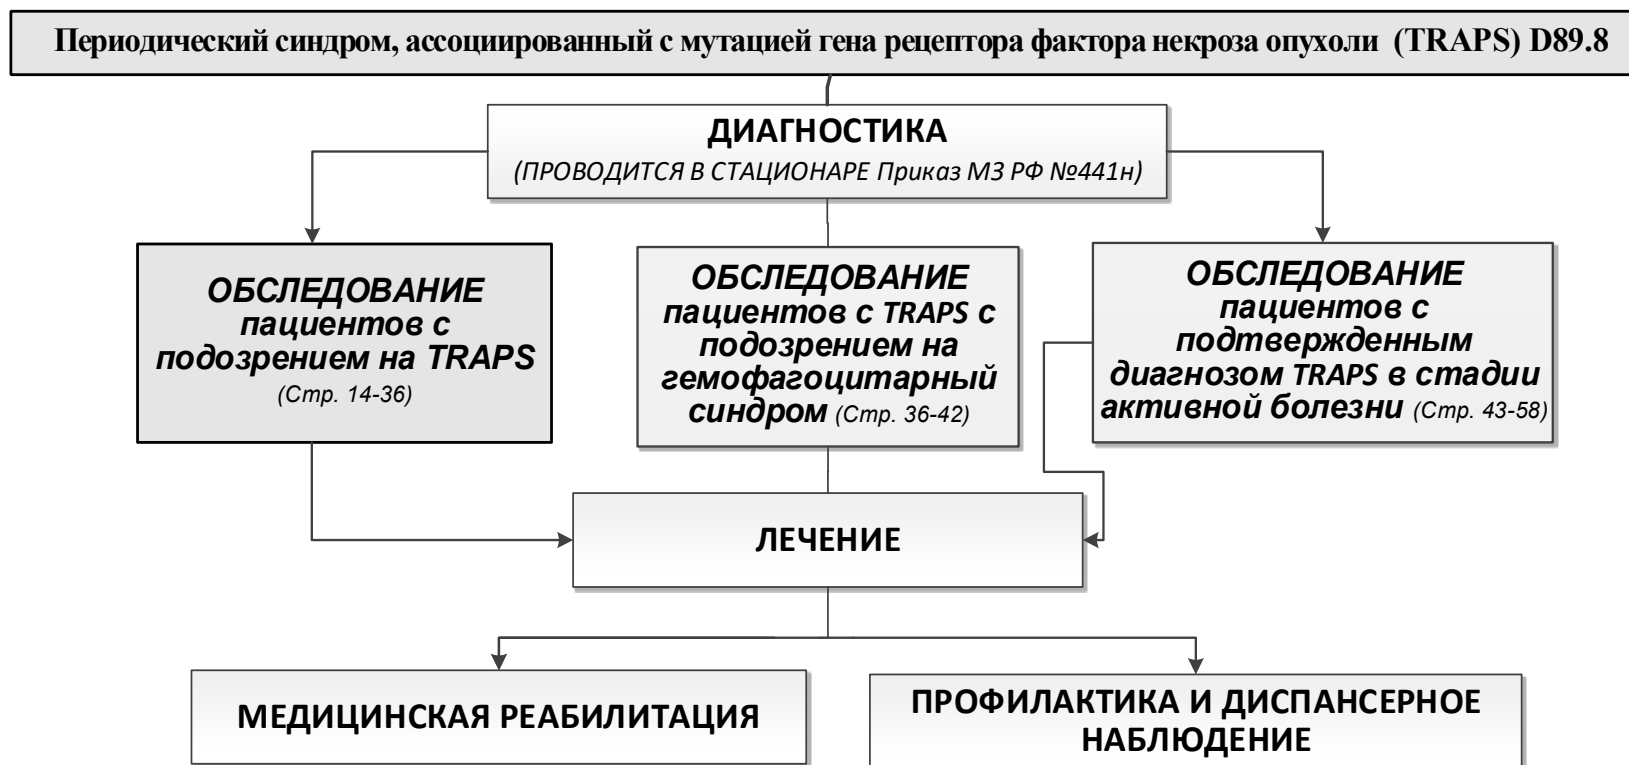 Периодический синдром, ассоциированный с мутацией гена рецептора фактора некроза опухоли (TRAPS) D89.8
ДИАГНОСТИКА
(ПРОВОДИТСЯ В СТАЦИОНАРЕ Приказ МЗ РФ №441н)
ОБСЛЕДОВАНИЕ
пациентов с
подозрением на TRAPS
(Стр. 14-36)
ОБСЛЕДОВАНИЕ
пациентов с TRAPS с
подозрением на
гемофагоцитарный
синдром (Стр. 36-42)
ОБСЛЕДОВАНИЕ
пациентов с
подтвержденным
диагнозом TRAPS в стадии
активной болезни (Стр. 43-58)
ЛЕЧЕНИЕ
МЕДИЦИНСКАЯ РЕАБИЛИТАЦИЯ
ПРОФИЛАКТИКА И ДИСПАНСЕРНОЕ
НАБЛЮДЕНИЕ